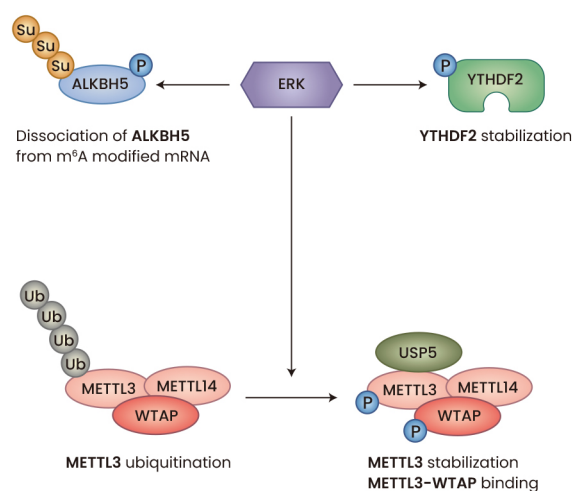 Su
Su
Su
ALKBH5
P
ERK
P
YTHDF2
Dissociation of ALKBH5
from m⁶A modified mRNA
YTHDF2 stabilization
Ub
Ub
Ub
Ub
METTL3
METTL14
WTAP
USP5
METTL3
METTL14
P
WTAP
P
METTL3 ubiquitination
METTL3 stabilization
METTL3-WTAP binding